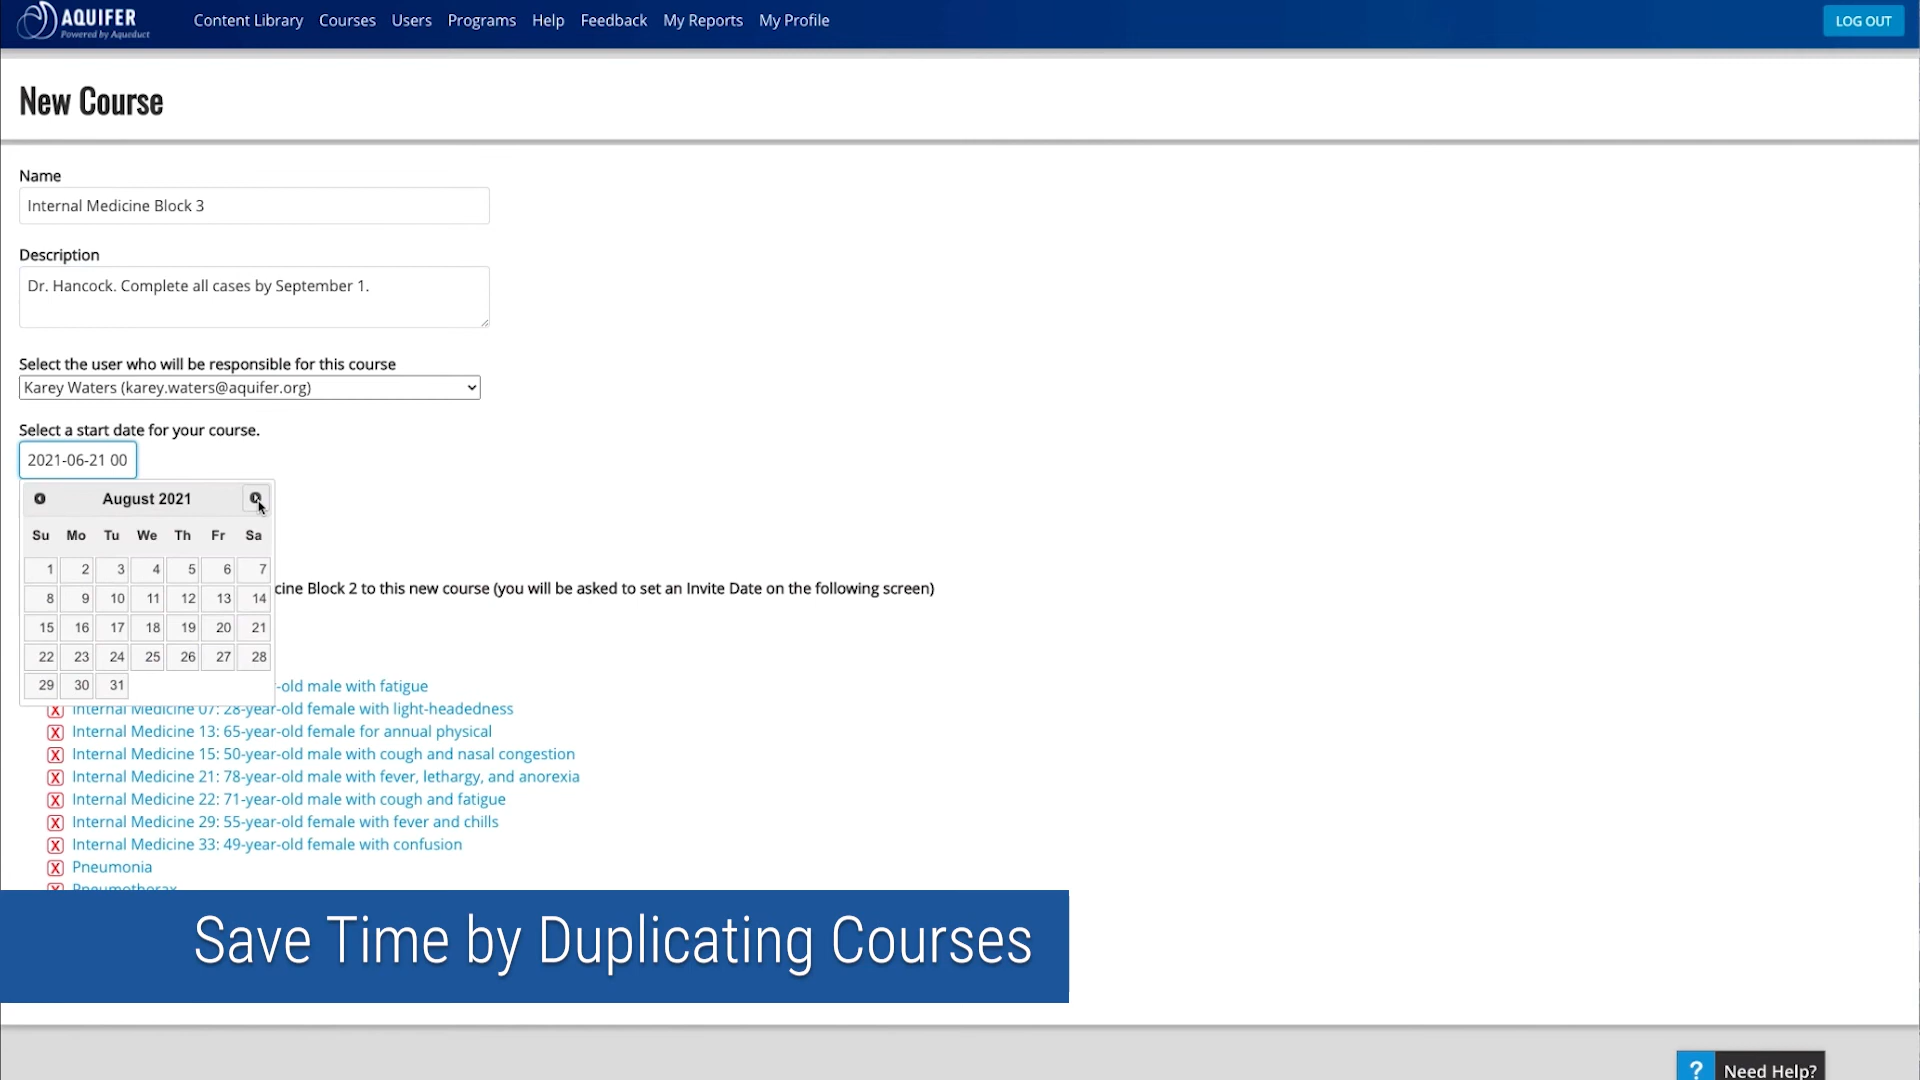 AQUIFER
Powered by Aqueduct
Content Library Courses Users Programs Help Feedback My Reports My Profile
LOG OUT
New Course
Name
Internal Medicine Block 3
Description
Dr. Hancock. Complete all cases by September 1.
Select the user who will be responsible for this course
Karey Waters (karey.waters@aquifer.org)
Select a start date for your course.
2021-06-21 00
August 2021
Su Mo Tu We Th Fr Sa
1 2 3 4 5 6 7
8 9 10 11 12 13 14
15 16 17 18 19 20 21
22 23 24 25 26 27 28
29 30 31
cine Block 2 to this new course (you will be asked to set an Invite Date on the following screen)
-old male with fatigue
X Internal Medicine 07: 28-year-old female with light-headedness
X Internal Medicine 13: 65-year-old female for annual physical
X Internal Medicine 15: 50-year-old male with cough and nasal congestion
X Internal Medicine 21: 78-year-old male with fever, lethargy, and anorexia
X Internal Medicine 22: 71-year-old male with cough and fatigue
X Internal Medicine 29: 55-year-old female with fever and chills
X Internal Medicine 33: 49-year-old female with confusion
X Pneumonia
X Pneumothorax
Save Time by Duplicating Courses
? Need Help?